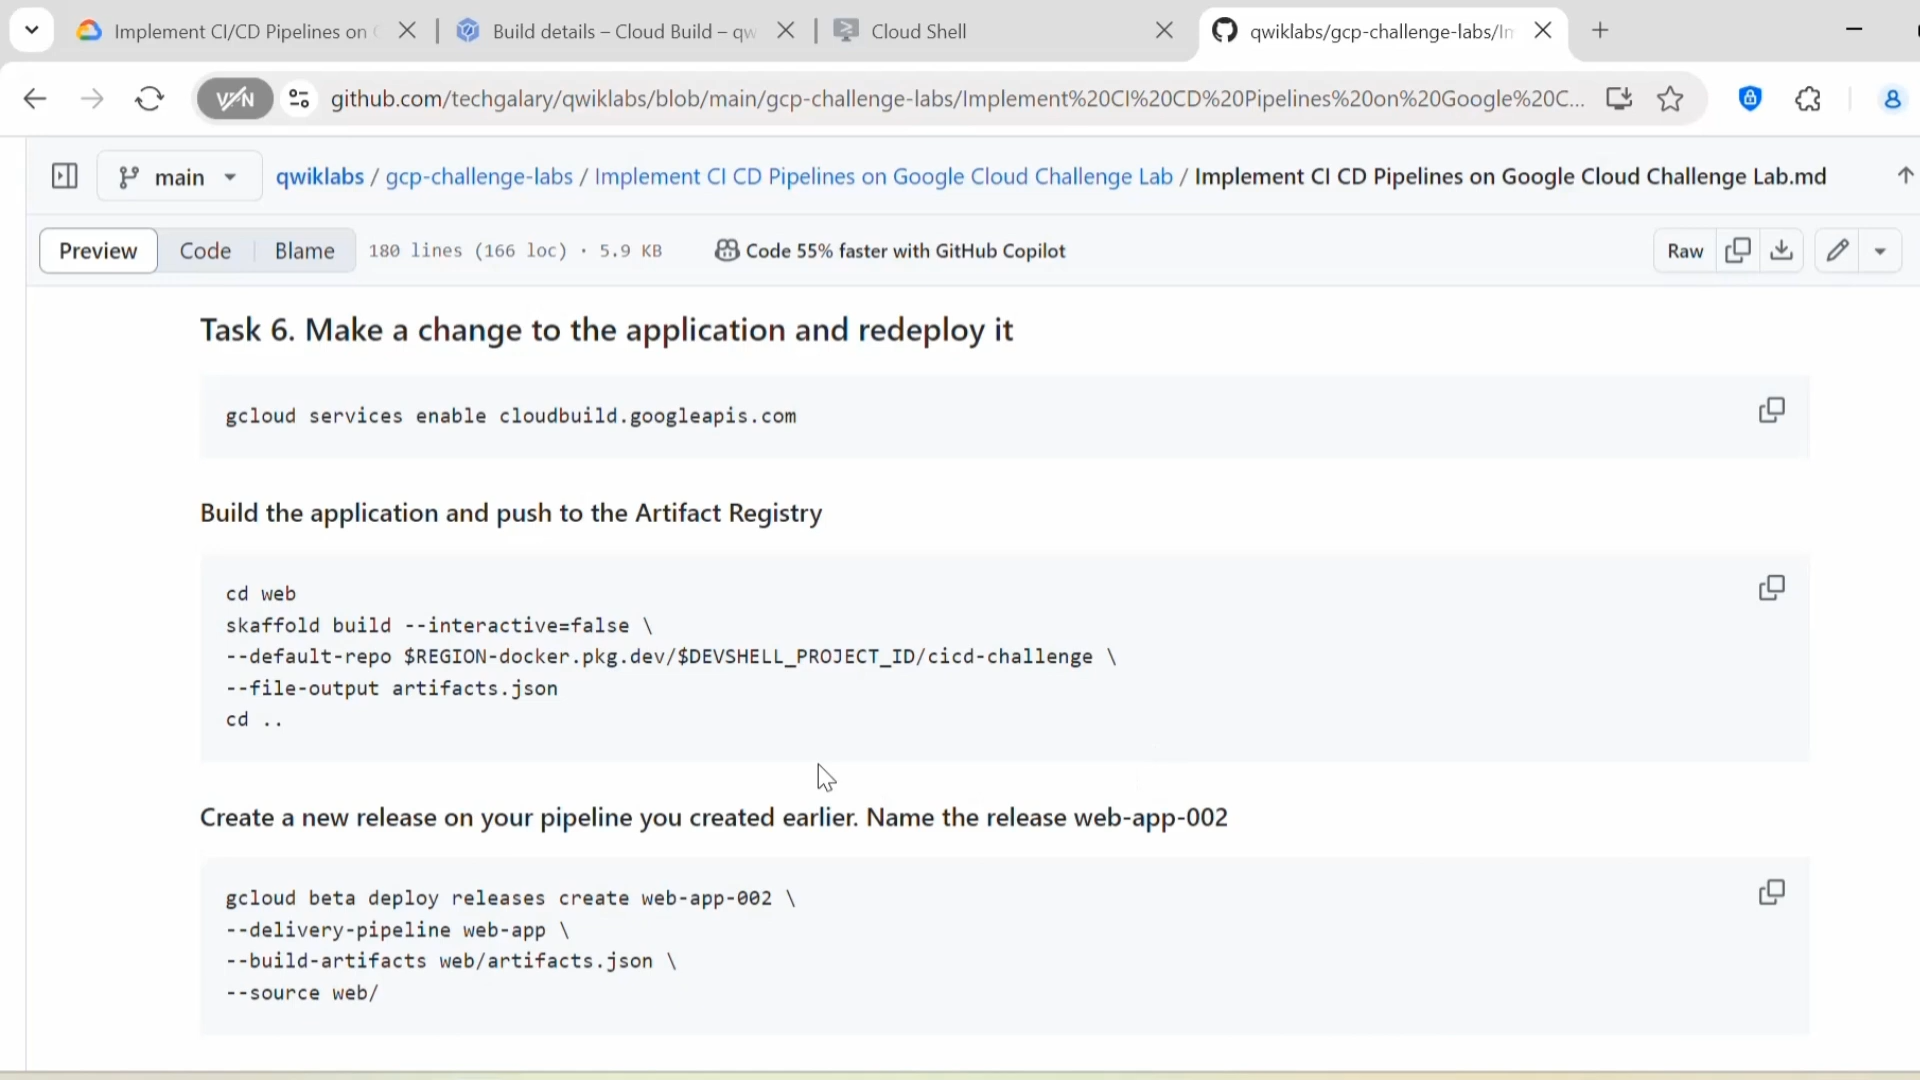 Implement CI/CD Pipelines on
Build details – Cloud Build – qw
Cloud Shell
qwiklabs/gcp-challenge-labs/Im
VPN
github.com/techgalary/qwiklabs/blob/main/gcp-challenge-labs/Implement%20CI%20CD%20Pipelines%20on%20Google%20C...
main
qwiklabs / gcp-challenge-labs / Implement CI CD Pipelines on Google Cloud Challenge Lab / Implement CI CD Pipelines on Google Cloud Challenge Lab.md
Preview
Code
Blame
180 lines (166 loc) · 5.9 KB
Code 55% faster with GitHub Copilot
Raw
Task 6. Make a change to the application and redeploy it
gcloud services enable cloudbuild.googleapis.com
Build the application and push to the Artifact Registry
cd web
skaffold build --interactive=false \
--default-repo $REGION-docker.pkg.dev/$DEVSHELL_PROJECT_ID/cicd-challenge \
--file-output artifacts.json
cd ..
Create a new release on your pipeline you created earlier. Name the release web-app-002
gcloud beta deploy releases create web-app-002 \
--delivery-pipeline web-app \
--build-artifacts web/artifacts.json \
--source web/